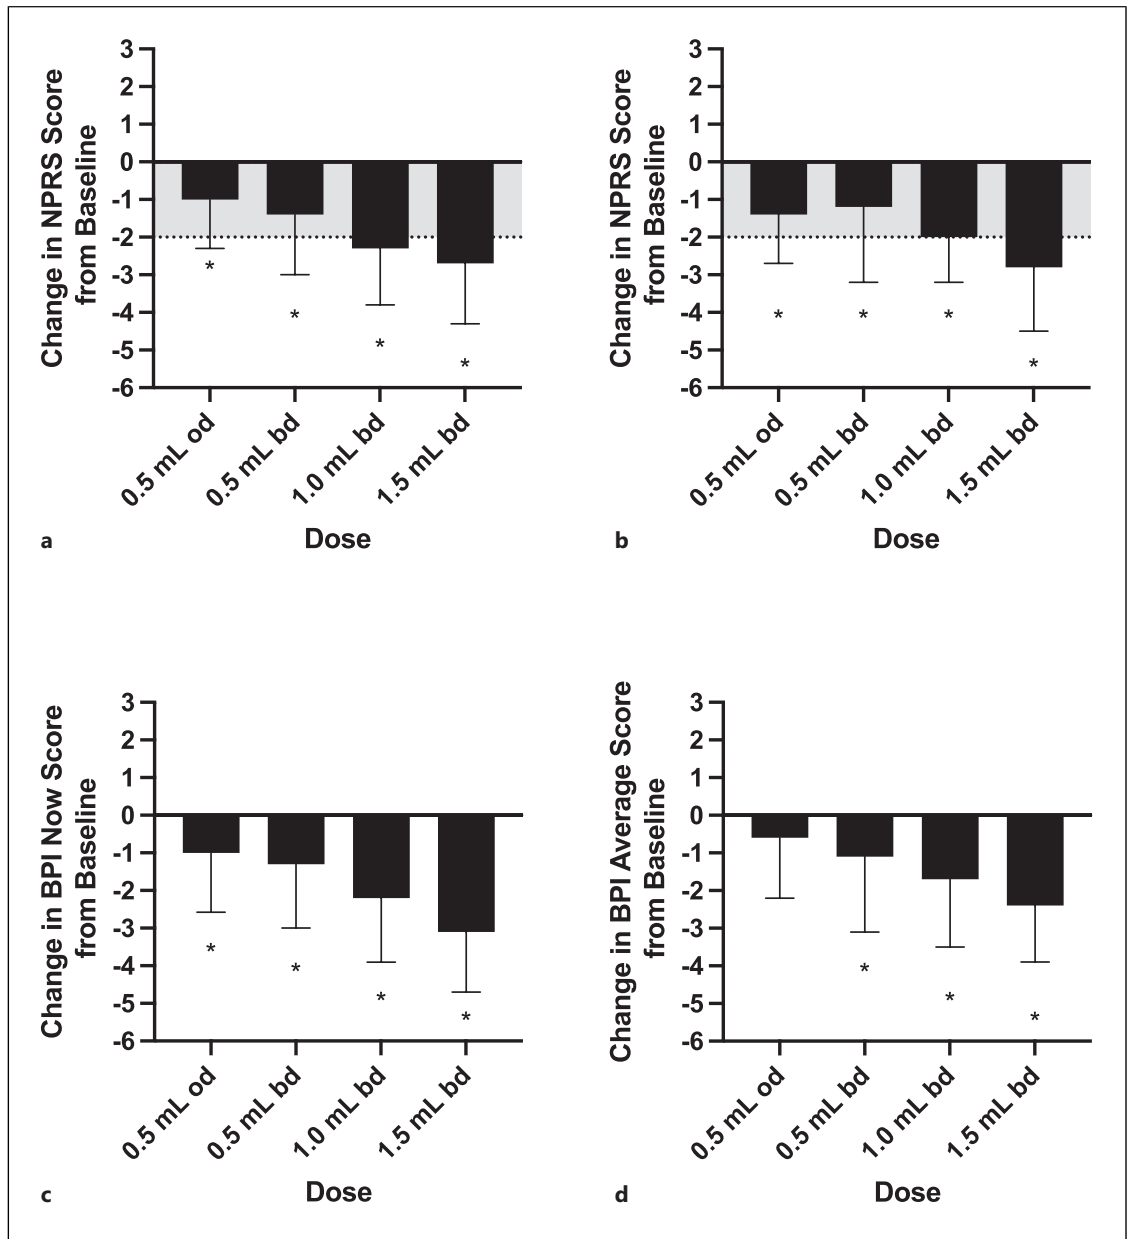 Change in NPRS Score
from Baseline
3
2
1
0
-1
-2
-3
-4
-5
-6
*
*
*
*
0.5 mL od
0.5 mL bd
1.0 mL bd
1.5 mL bd
Dose
a
Change in NPRS Score
from Baseline
3
2
1
0
-1
-2
-3
-4
-5
-6
*
*
*
*
0.5 mL od
0.5 mL bd
1.0 mL bd
1.5 mL bd
Dose
b
Change in BPI Now Score
from Baseline
3
2
1
0
-1
-2
-3
-4
-5
-6
*
*
*
*
0.5 mL od
0.5 mL bd
1.0 mL bd
1.5 mL bd
Dose
c
Change in BPI Average Score
from Baseline
3
2
1
0
-1
-2
-3
-4
-5
-6
*
*
*
0.5 mL od
0.5 mL bd
1.0 mL bd
1.5 mL bd
Dose
d